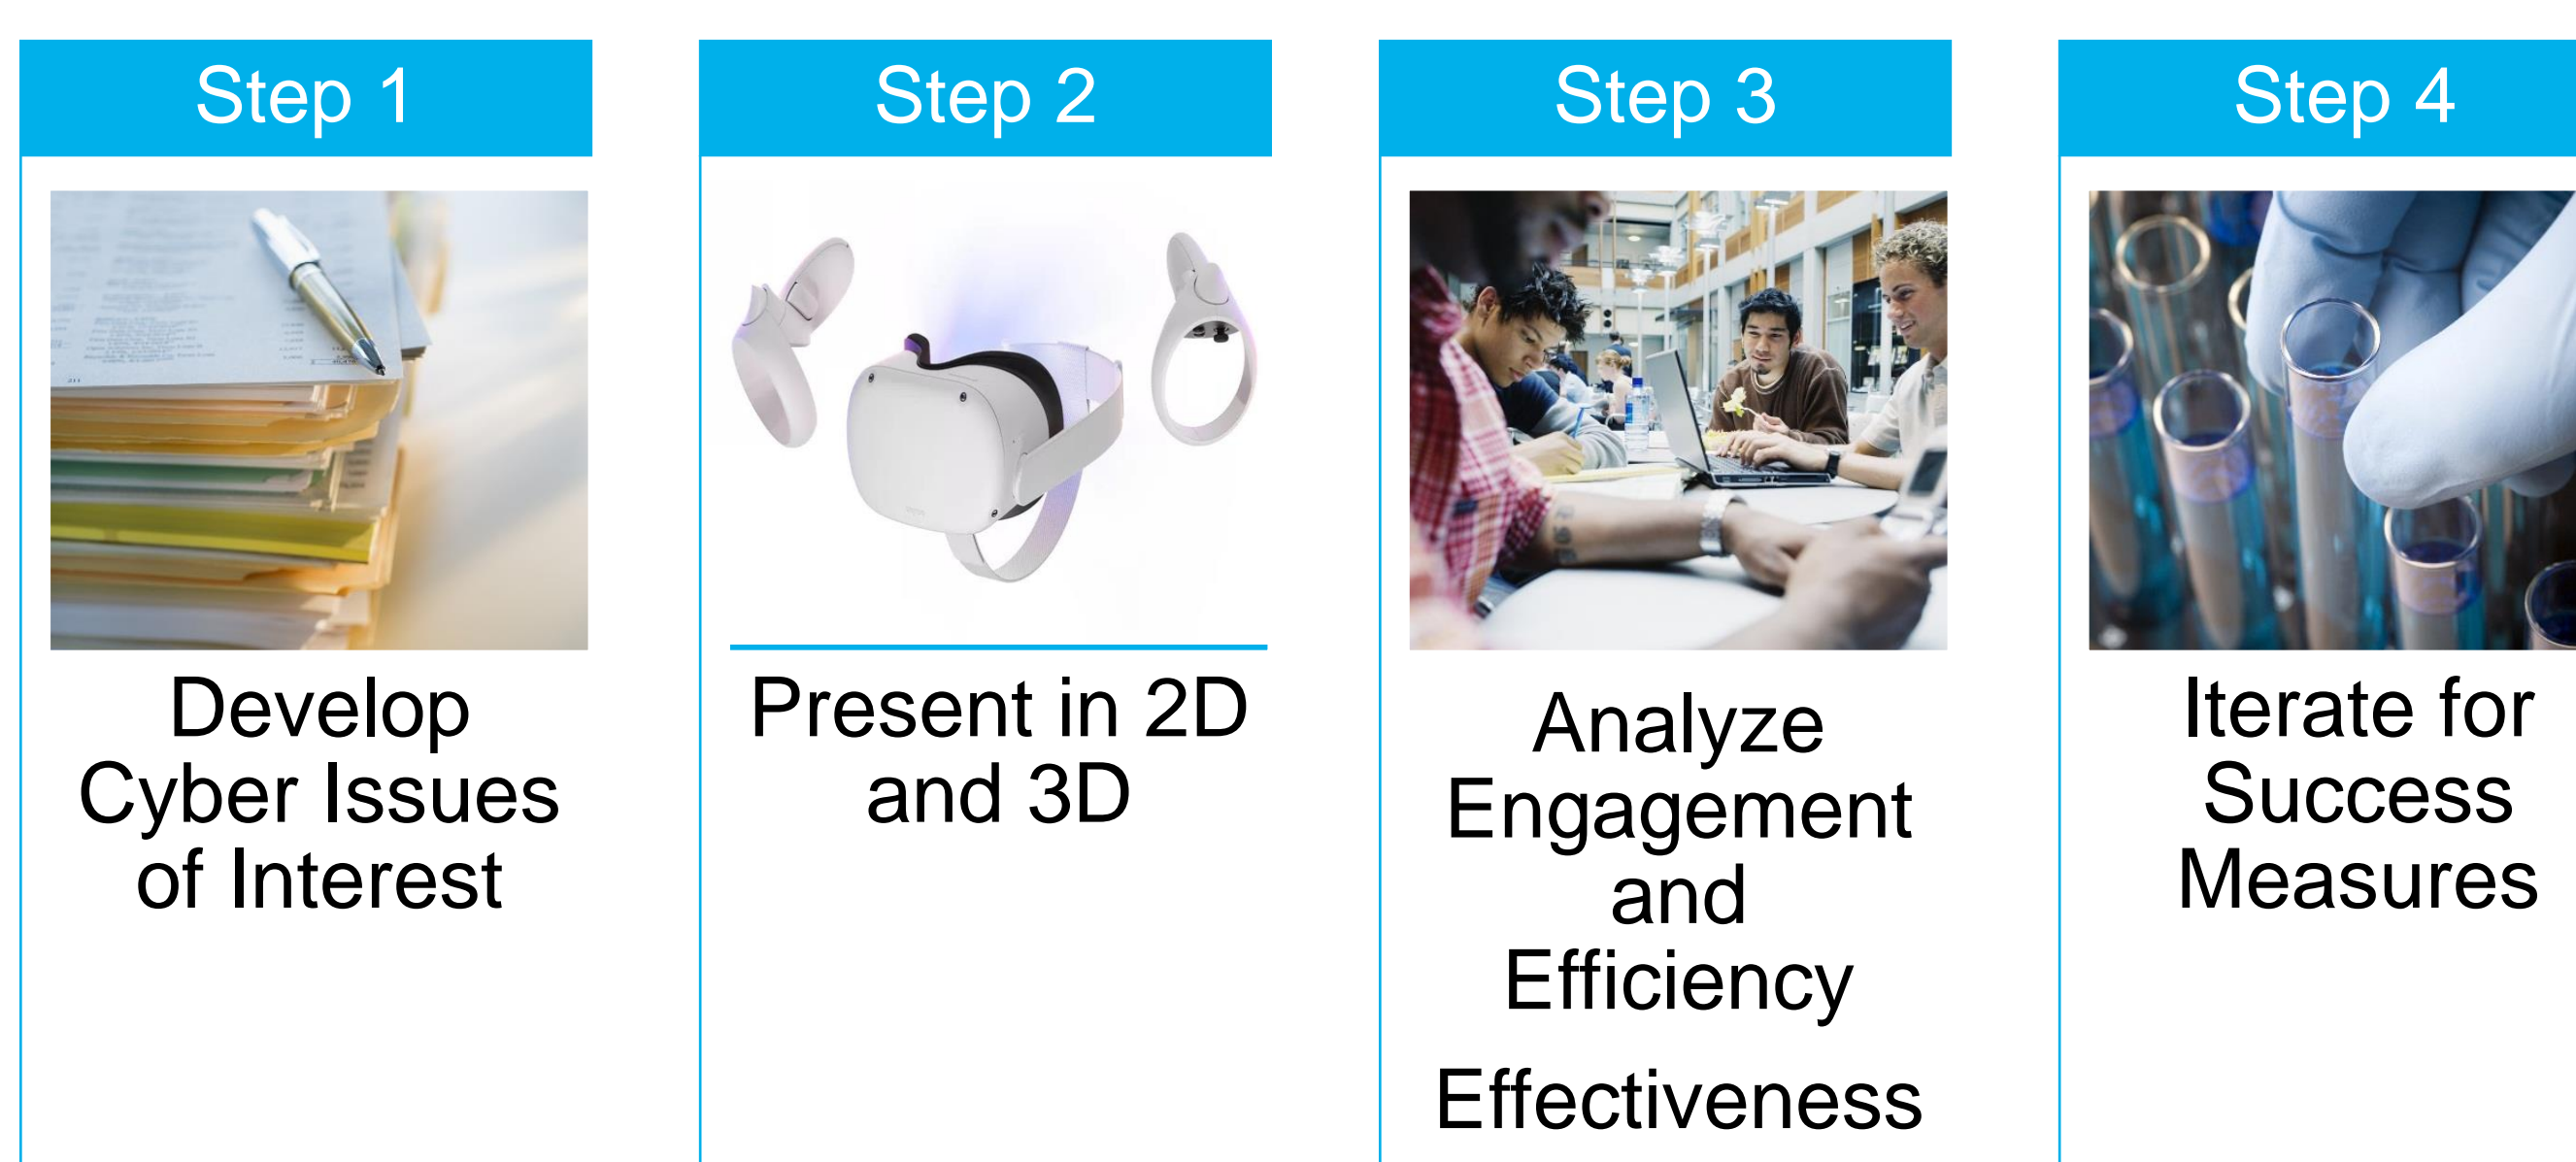 Step 1
Develop
Cyber Issues
of Interest
Step 2
Present in 2D
and 3D
Step 3
Analyze
Engagement
and
Efficiency
Effectiveness
Step 4
Iterate for
Success
Measures